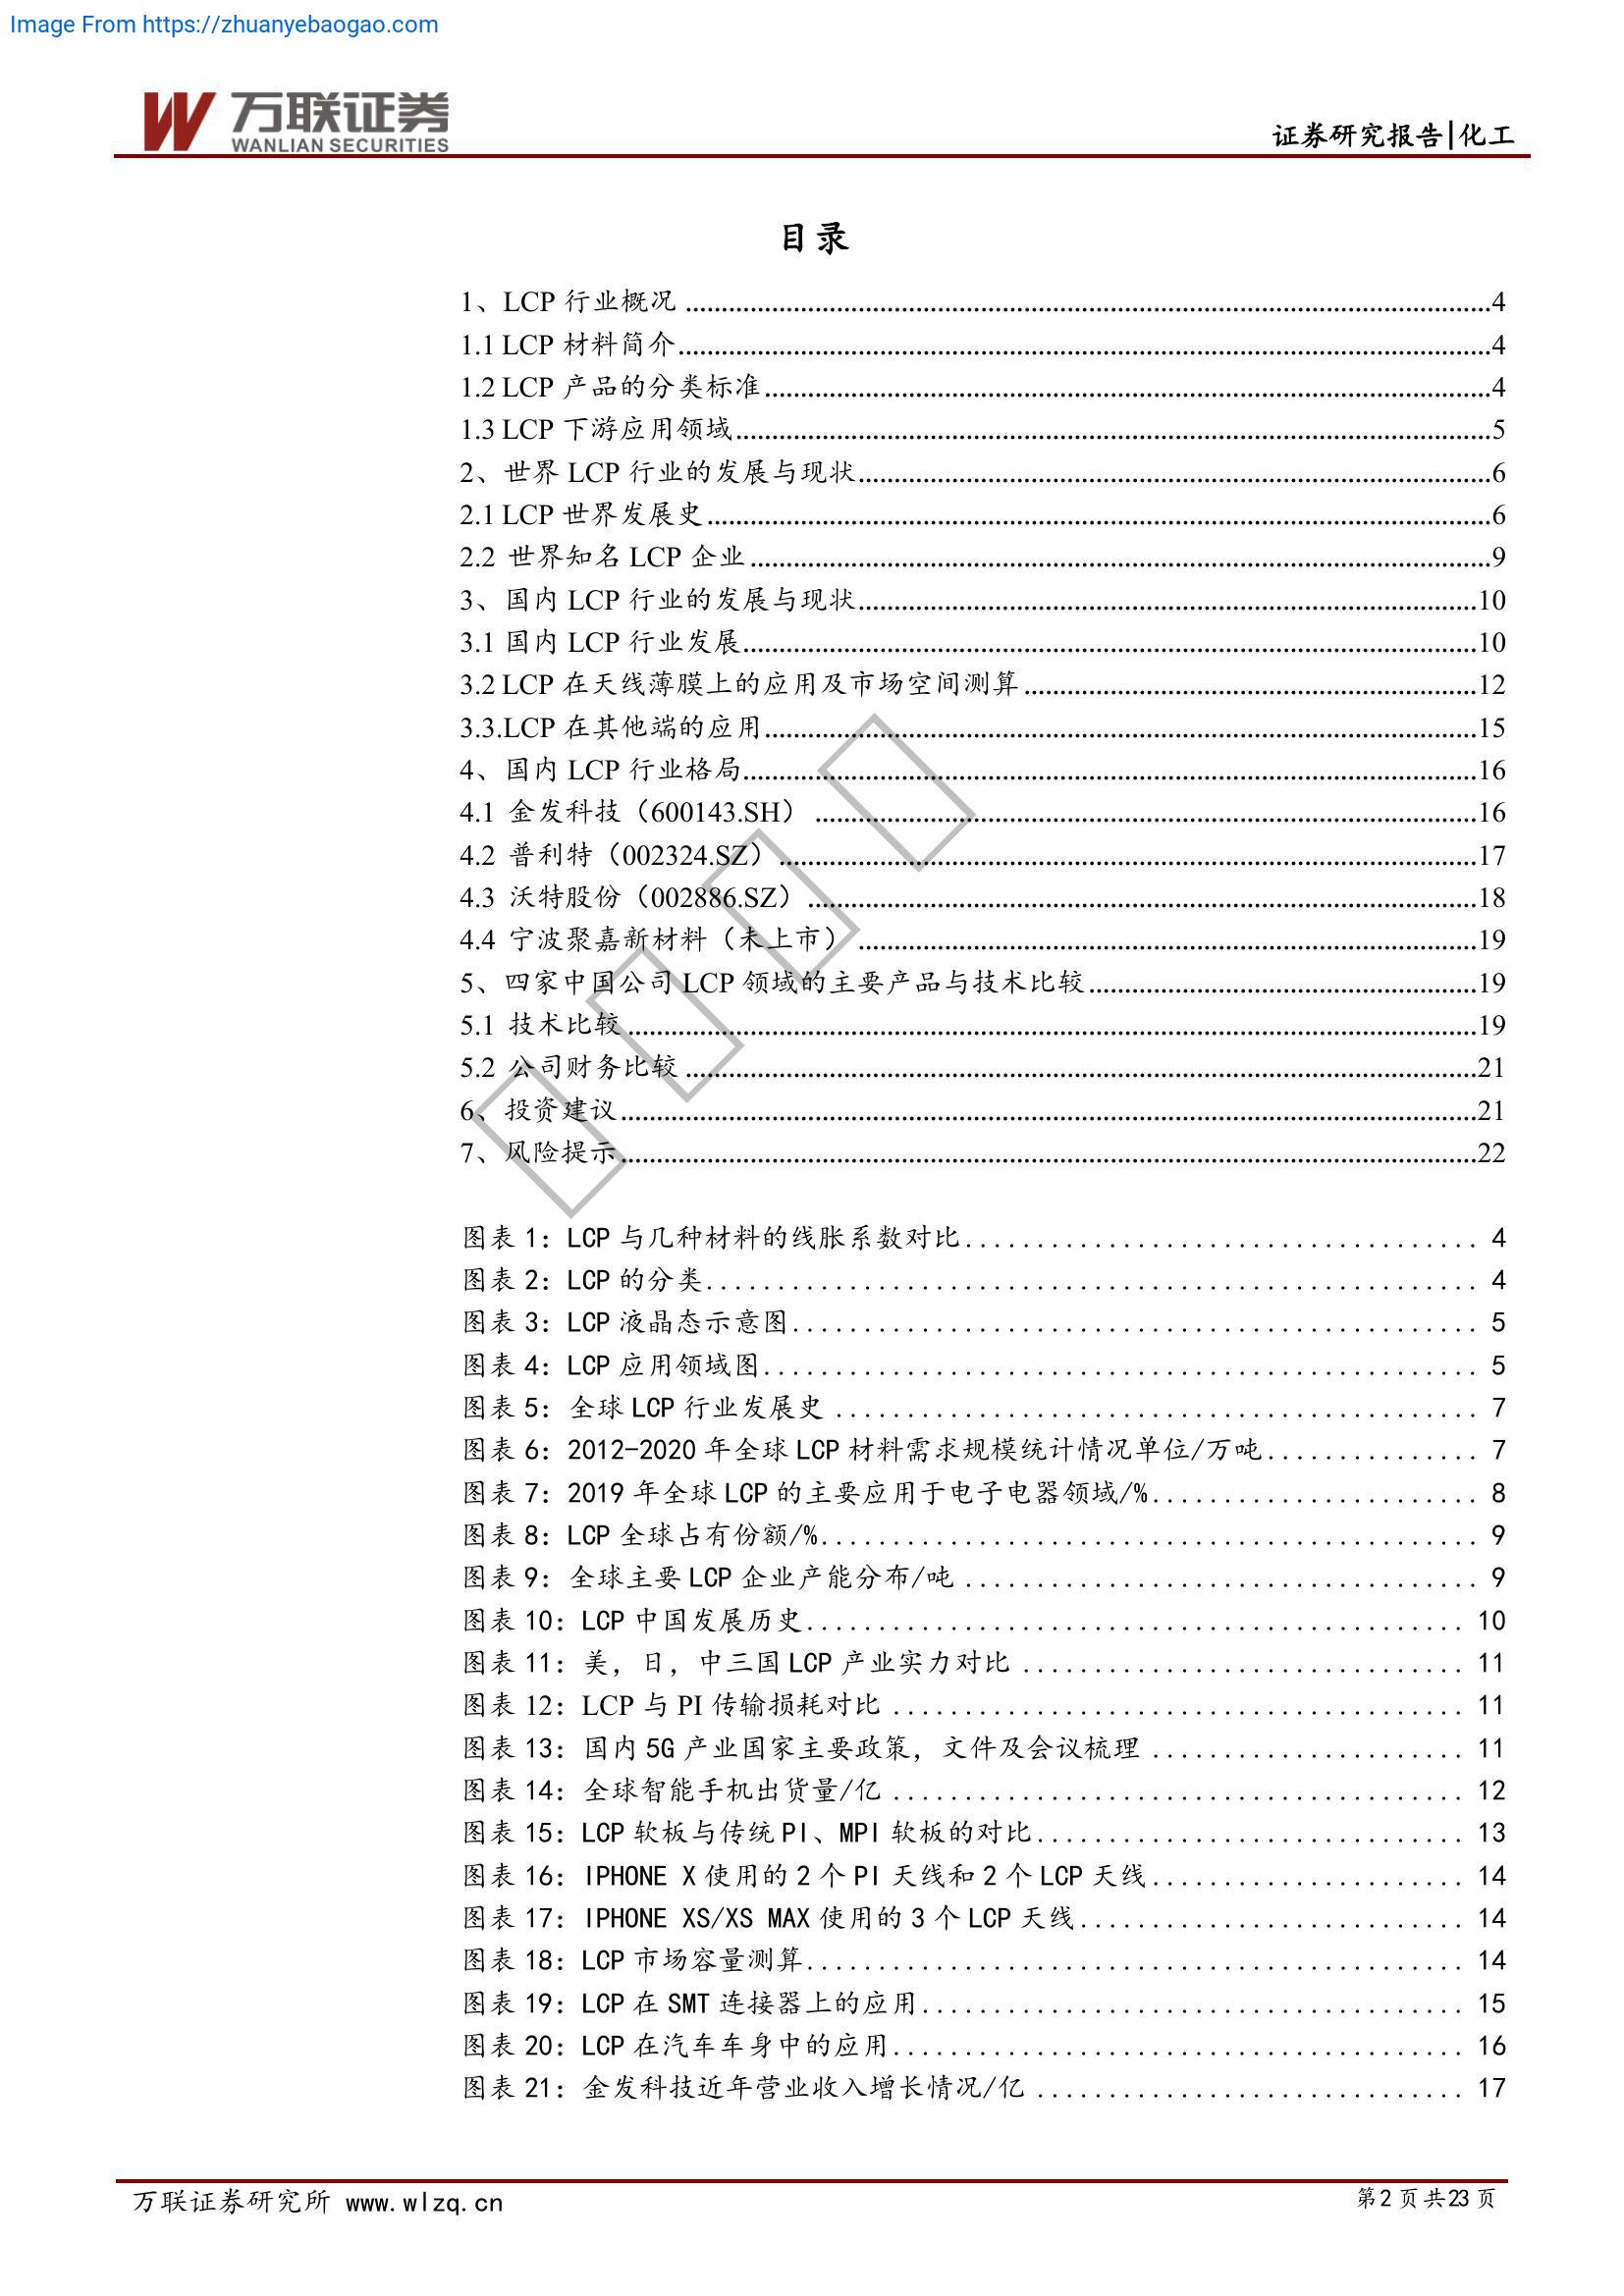 Image From https://zhuanyebaogao.com
万联证券
WANLIAN SECURITIES
证券研究报告|化工
目录
1、LCP 行业概况 ........................................................4
1.1 LCP 材料简介........................................................4
1.2 LCP 产品的分类标准........................................................4
1.3 LCP 下游应用领域........................................................5
2、世界 LCP 行业的发展与现状........................................................6
2.1 LCP 世界发展史........................................................6
2.2 世界知名 LCP 企业........................................................9
3、国内 LCP 行业的发展与现状........................................................10
3.1 国内 LCP 行业发展........................................................10
3.2 LCP 在天线薄膜上的应用及市场空间测算........................................................12
3.3.LCP 在其他端的应用........................................................15
4、国内 LCP 行业格局........................................................16
4.1 金发科技（600143.SH） ........................................................16
4.2 普利特（002324.SZ）........................................................17
4.3 沃特股份（002886.SZ）........................................................18
4.4 宁波聚嘉新材料（未上市） ........................................................19
5、四家中国公司 LCP 领域的主要产品与技术比较........................................................19
5.1 技术比较........................................................19
5.2 公司财务比较 ........................................................21
6、投资建议........................................................21
7、风险提示........................................................22
图表 1：LCP 与几种材料的线胀系数对比.................................... 4
图表 2：LCP 的分类.................................... 4
图表 3：LCP 液晶态示意图.................................... 5
图表 4：LCP 应用领域图.................................... 5
图表 5：全球 LCP 行业发展史 .................................... 7
图表 6：2012-2020 年全球 LCP 材料需求规模统计情况单位/万吨............... 7
图表 7：2019 年全球 LCP 的主要应用于电子电器领域/%....................... 8
图表 8：LCP 全球占有份额/%.................................... 9
图表 9：全球主要 LCP 企业产能分布/吨 .................................... 9
图表 10：LCP 中国发展历史.................................... 10
图表 11：美，日，中三国 LCP 产业实力对比 ............................... 11
图表 12：LCP 与 PI 传输损耗对比 .................................... 11
图表 13：国内 5G 产业国家主要政策，文件及会议梳理 ...................... 11
图表 14：全球智能手机出货量/亿 .................................... 12
图表 15：LCP 软板与传统 PI、MPI 软板的对比.............................. 13
图表 16：IPHONE X 使用的 2 个 PI 天线和 2 个 LCP 天线...................... 14
图表 17：IPHONE XS/XS MAX 使用的 3 个 LCP 天线........................... 14
图表 18：LCP 市场容量测算.................................... 14
图表 19：LCP 在 SMT 连接器上的应用.................................... 15
图表 20：LCP 在汽车车身中的应用.................................... 16
图表 21：金发科技近年营业收入增长情况/亿 .............................. 17
万联证券研究所 www.wlzq.cn
第 2 页 共 23 页